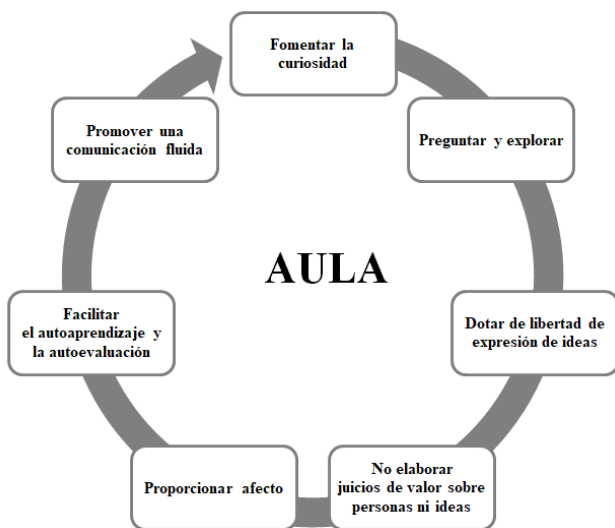 Fomentar la
curiosidad
Preguntar y explorar
Dotar de libertad de
expresión de ideas
No elaborar
juicios de valor sobre
personas ni ideas
Proporcionar afecto
Facilitar
el autoaprendizaje y
la autoevaluación
Promover una
comunicación fluida
AULA